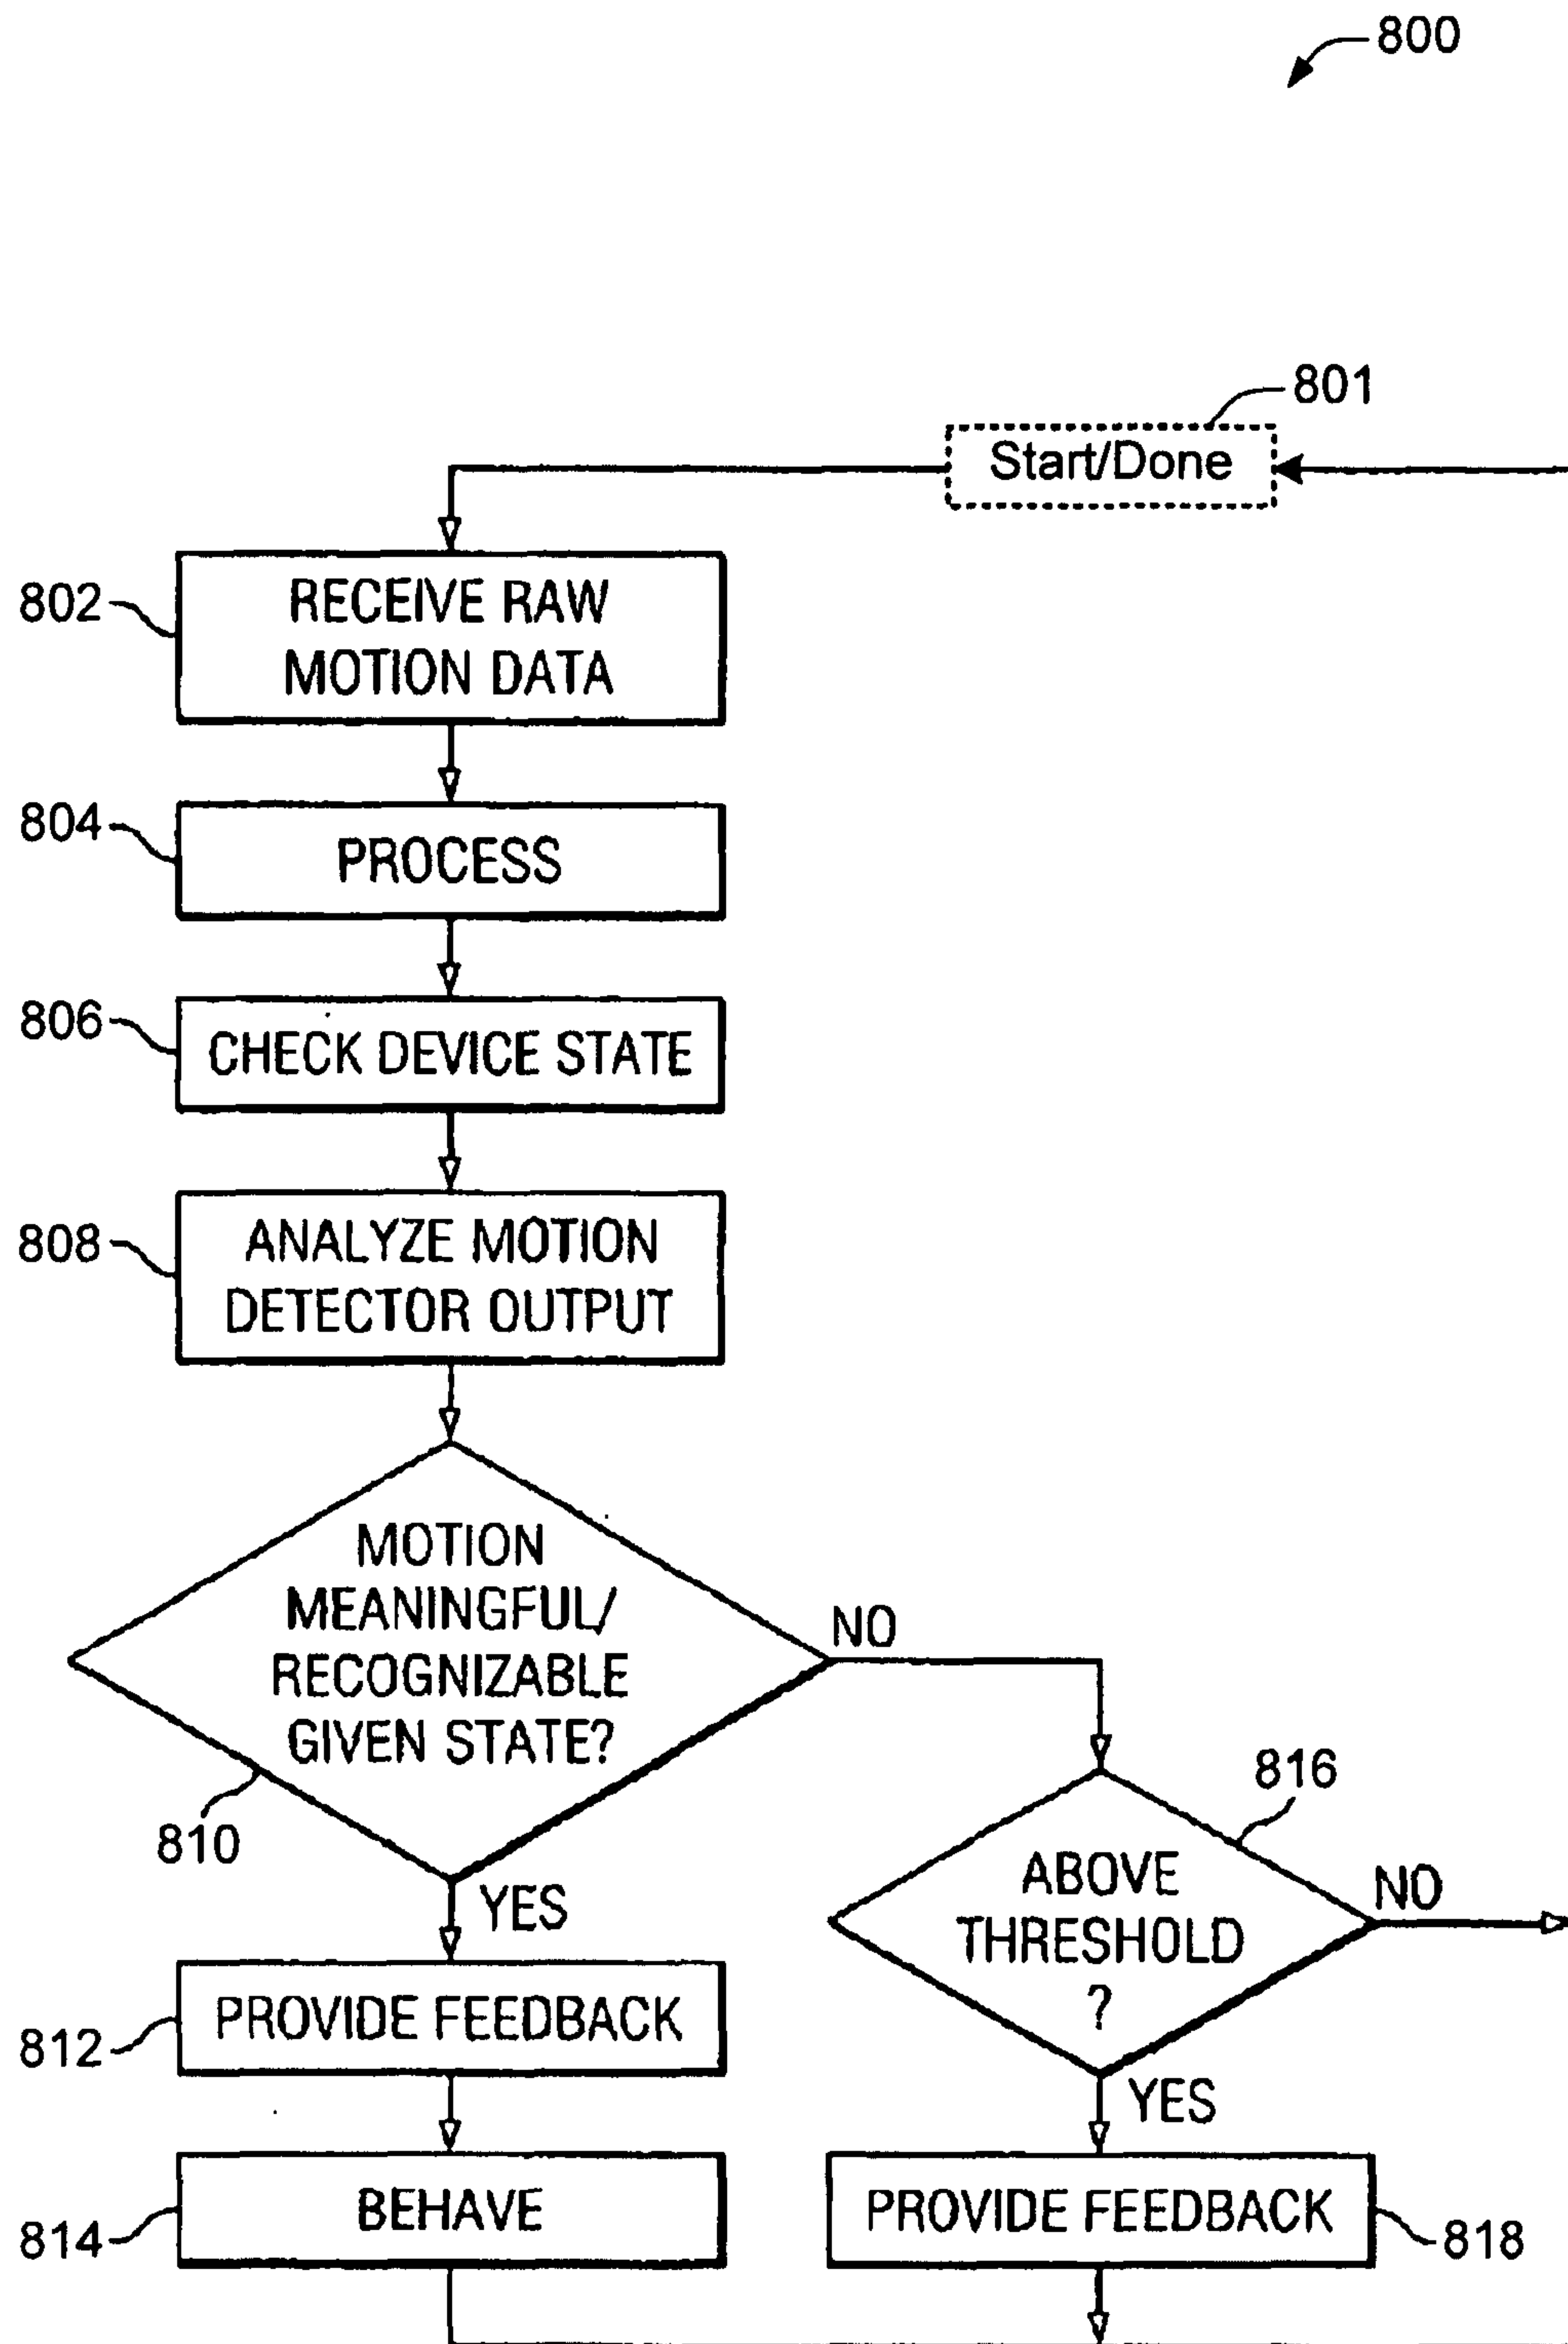 800
801
Start/Done
802
RECEIVE RAW
MOTION DATA
804
PROCESS
806
CHECK DEVICE STATE
808
ANALYZE MOTION
DETECTOR OUTPUT
MOTION
MEANINGFUL/
RECOGNIZABLE
GIVEN STATE?
NO
810
YES
816
ABOVE
THRESHOLD
?
NO
YES
812
PROVIDE FEEDBACK
814
BEHAVE
PROVIDE FEEDBACK
818